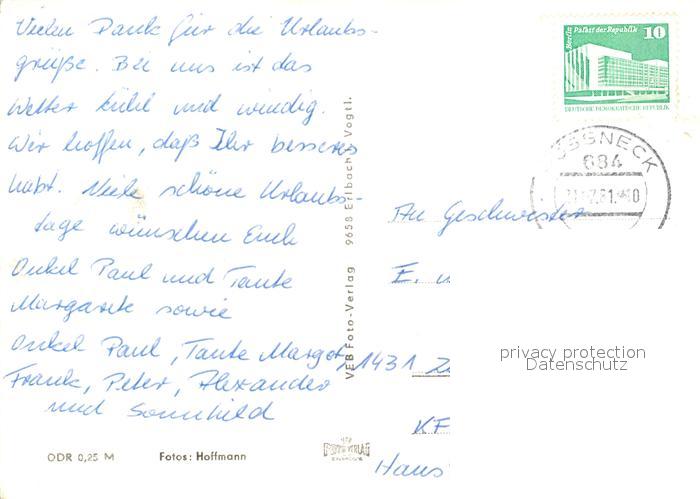 Vielen Dank für die Urlaubs-
grüße. Bei uns ist das
Wetter kühl und windig.
Wir hoffen, daß Ihr besseres
habt. Viele schöne Urlaubs-
tage wünschen Euch
Onkel Paul und Tante
Margarete sowie
Onkel Paul, Tante Margot,
Frank, Peter, Alexander
und Sonnhild
ODR 0,25 M Fotos: Hoffmann
VEB Foto-Verlag 9658 Erlbach Vogtl.
Berlin Palast der Republik 10
DEUTSCHE DEMOKRATISCHE REPUBLIK
SSNECK
684
An Geschwister
E.
1431
KF
Haus
privacy protection
Datenschutz